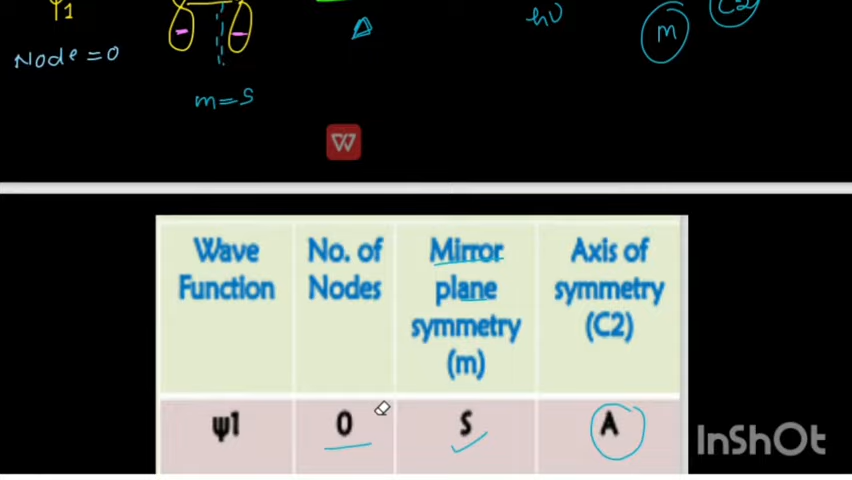 ψ1
C2
hυ
m
Node = 0
Δ
m = S
W
Wave Function
No. of Nodes
Mirror plane symmetry (m)
Axis of symmetry (C2)
ψ1
0
S
A
InShOt